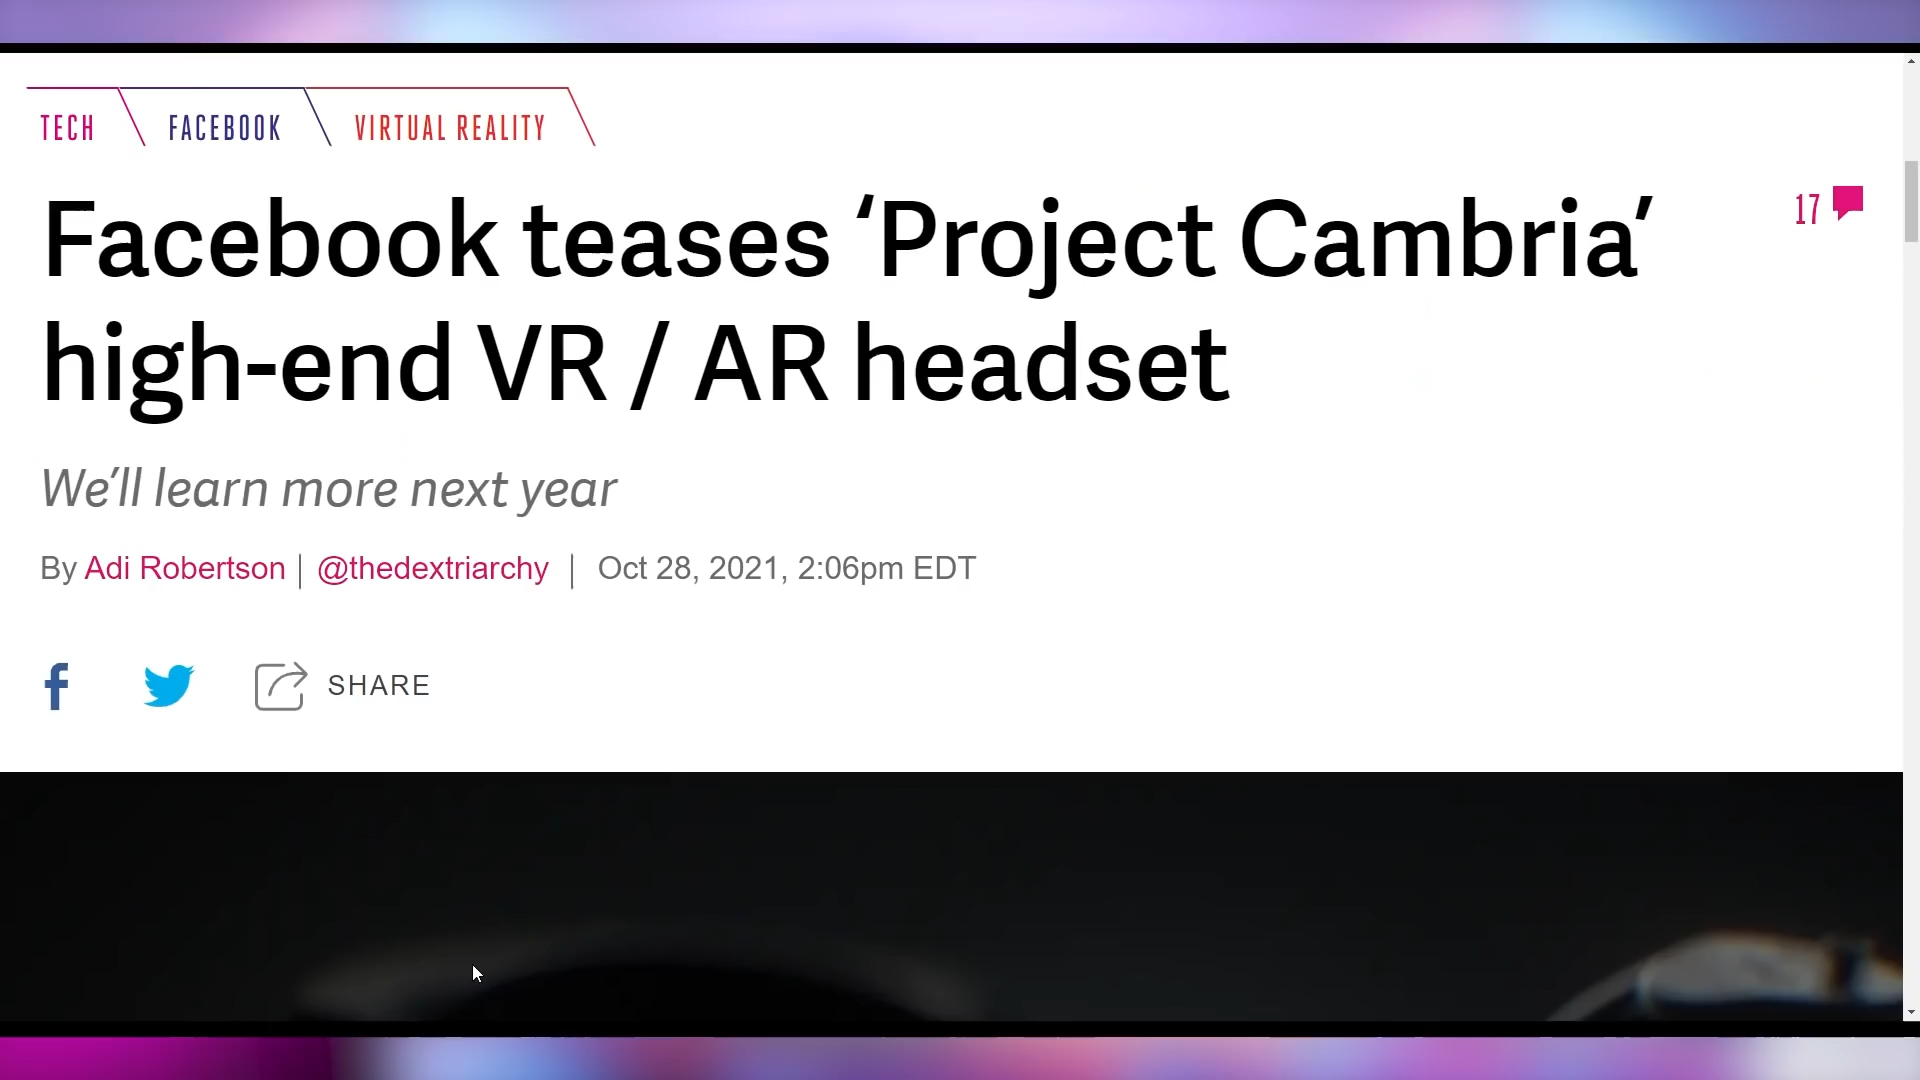 TECH FACEBOOK VIRTUAL REALITY
Facebook teases ‘Project Cambria’
high-end VR / AR headset
17
We’ll learn more next year
By Adi Robertson | @thedextriarchy | Oct 28, 2021, 2:06pm EDT
SHARE